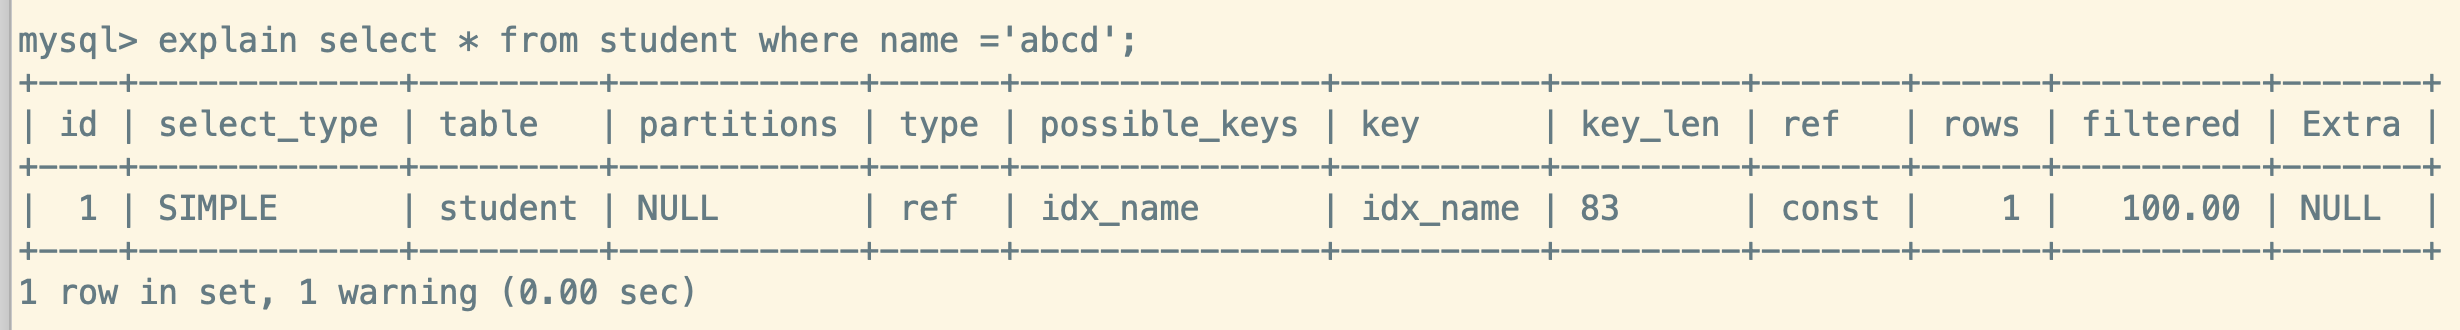 mysql> explain select * from student where name ='abcd';
+----+-------------+---------+------------+------+---------------+----------+---------+-------+------+----------+-------+
| id | select_type | table   | partitions | type | possible_keys | key      | key_len | ref   | rows | filtered | Extra |
+----+-------------+---------+------------+------+---------------+----------+---------+-------+------+----------+-------+
|  1 | SIMPLE      | student | NULL       | ref  | idx_name      | idx_name | 83      | const |    1 |   100.00 | NULL  |
+----+-------------+---------+------------+------+---------------+----------+---------+-------+------+----------+-------+
1 row in set, 1 warning (0.00 sec)